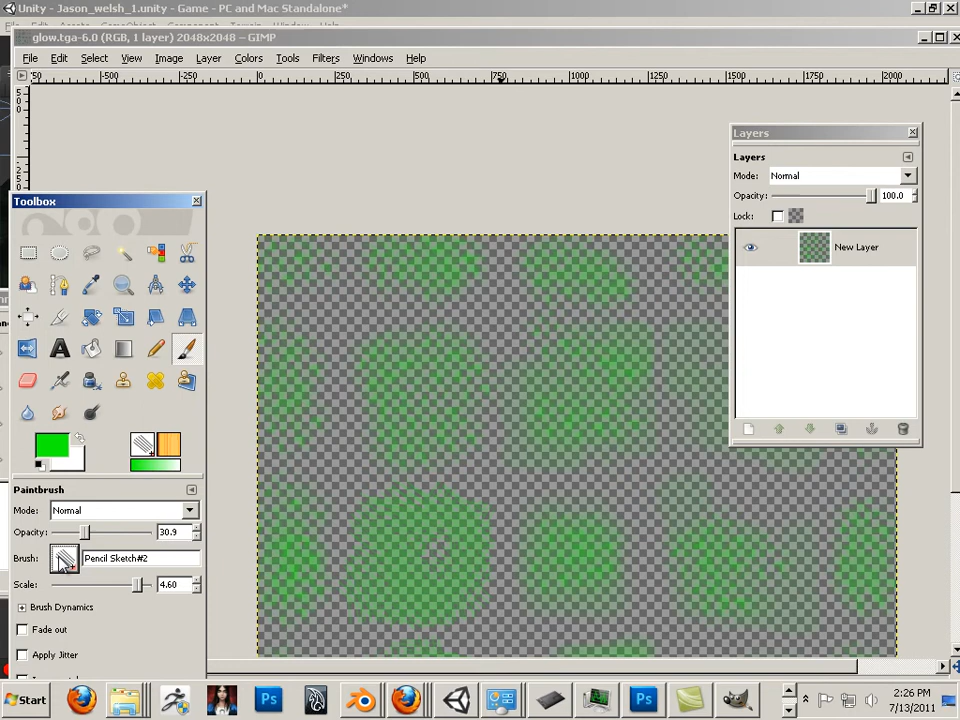 Unity - Jason_welsh_1.unity - Game - PC and Mac Standalone*
glow.tga-6.0 (RGB, 1 layer) 2048x2048 – GIMP
File Edit Select View Image Layer Colors Tools Filters Windows Help
-500 -250 0 250 500 750 1000 1250 1500 1750 2000
Layers
Layers
Mode: Normal
Opacity: 100.0
Lock:
New Layer
Toolbox
Paintbrush
Mode: Normal
Opacity: 30.9
Brush: Pencil Sketch#2
Scale: 4.60
Brush Dynamics
Fade out
Apply Jitter
Start
2:26 PM
7/13/2011